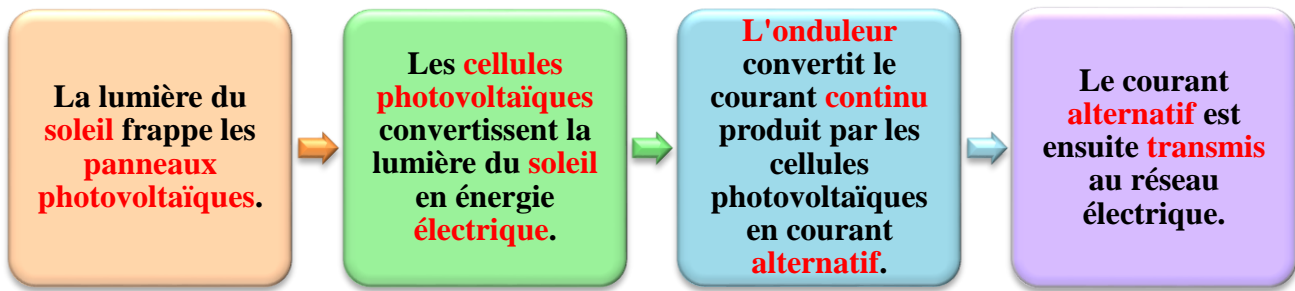 La lumière du
soleil frappe les
panneaux
photovoltaïques.
Les cellules
photovoltaïques
convertissent la
lumière du soleil
en énergie
électrique.
L'onduleur
convertit le
courant continu
produit par les
cellules
photovoltaïques
en courant
alternatif.
Le courant
alternatif est
ensuite transmis
au réseau
électrique.